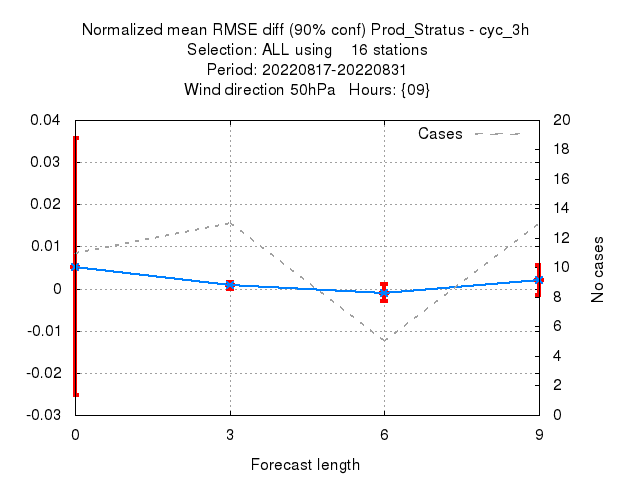 Normalized mean RMSE diff (90% conf) Prod_Stratus - cyc_3h
Selection: ALL using    16 stations
Period: 20220817-20220831
Wind direction 50hPa   Hours: {09}
Cases
0.04
0.03
0.02
0.01
0
-0.01
-0.02
-0.03
20
18
16
14
12
10
8
6
4
2
0
No cases
0 3 6 9
Forecast length